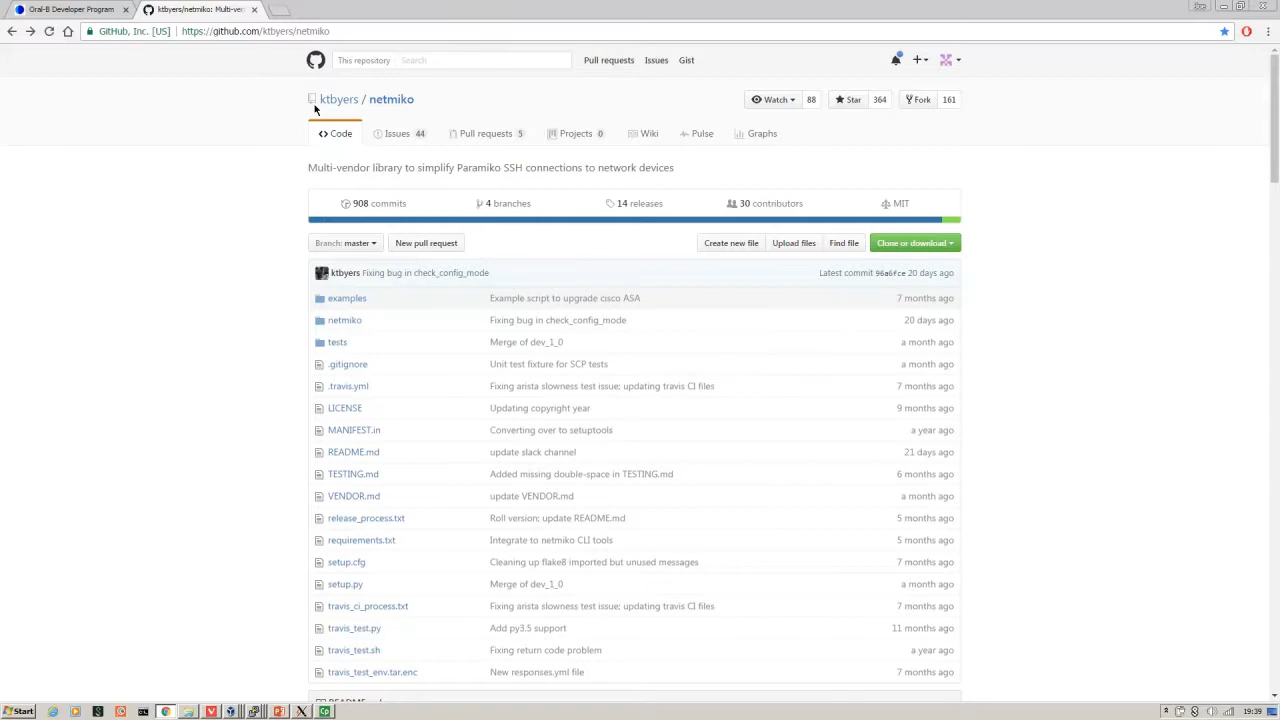 Oral-B Developer Program
ktbyers/netmiko: Multi-ve
GitHub, Inc. [US] https://github.com/ktbyers/netmiko
This repository Search Pull requests Issues Gist
ktbyers / netmiko Watch 88 Star 364 Fork 161
Code Issues 44 Pull requests 5 Projects 0 Wiki Pulse Graphs
Multi-vendor library to simplify Paramiko SSH connections to network devices
908 commits 4 branches 14 releases 30 contributors MIT
Branch: master New pull request Create new file Upload files Find file Clone or download
ktbyers Fixing bug in check_config_mode Latest commit 96a6fce 20 days ago
examples Example script to upgrade cisco ASA 7 months ago
netmiko Fixing bug in check_config_mode 20 days ago
tests Merge of dev_1_0 a month ago
.gitignore Unit test fixture for SCP tests a month ago
.travis.yml Fixing arista slowness test issue; updating travis CI files 7 months ago
LICENSE Updating copyright year 9 months ago
MANIFEST.in Converting over to setuptools a year ago
README.md update slack channel 21 days ago
TESTING.md Added missing double-space in TESTING.md 6 months ago
VENDOR.md update VENDOR.md a month ago
release_process.txt Roll version; update README.md 5 months ago
requirements.txt Integrate to netmiko CLI tools 5 months ago
setup.cfg Cleaning up flake8 imported but unused messages 7 months ago
setup.py Merge of dev_1_0 a month ago
travis_ci_process.txt Fixing arista slowness test issue; updating travis CI files 7 months ago
travis_test.py Add py3.5 support 11 months ago
travis_test.sh Fixing return code problem a year ago
travis_test_env.tar.enc New responses.yml file 7 months ago
Start 19:39